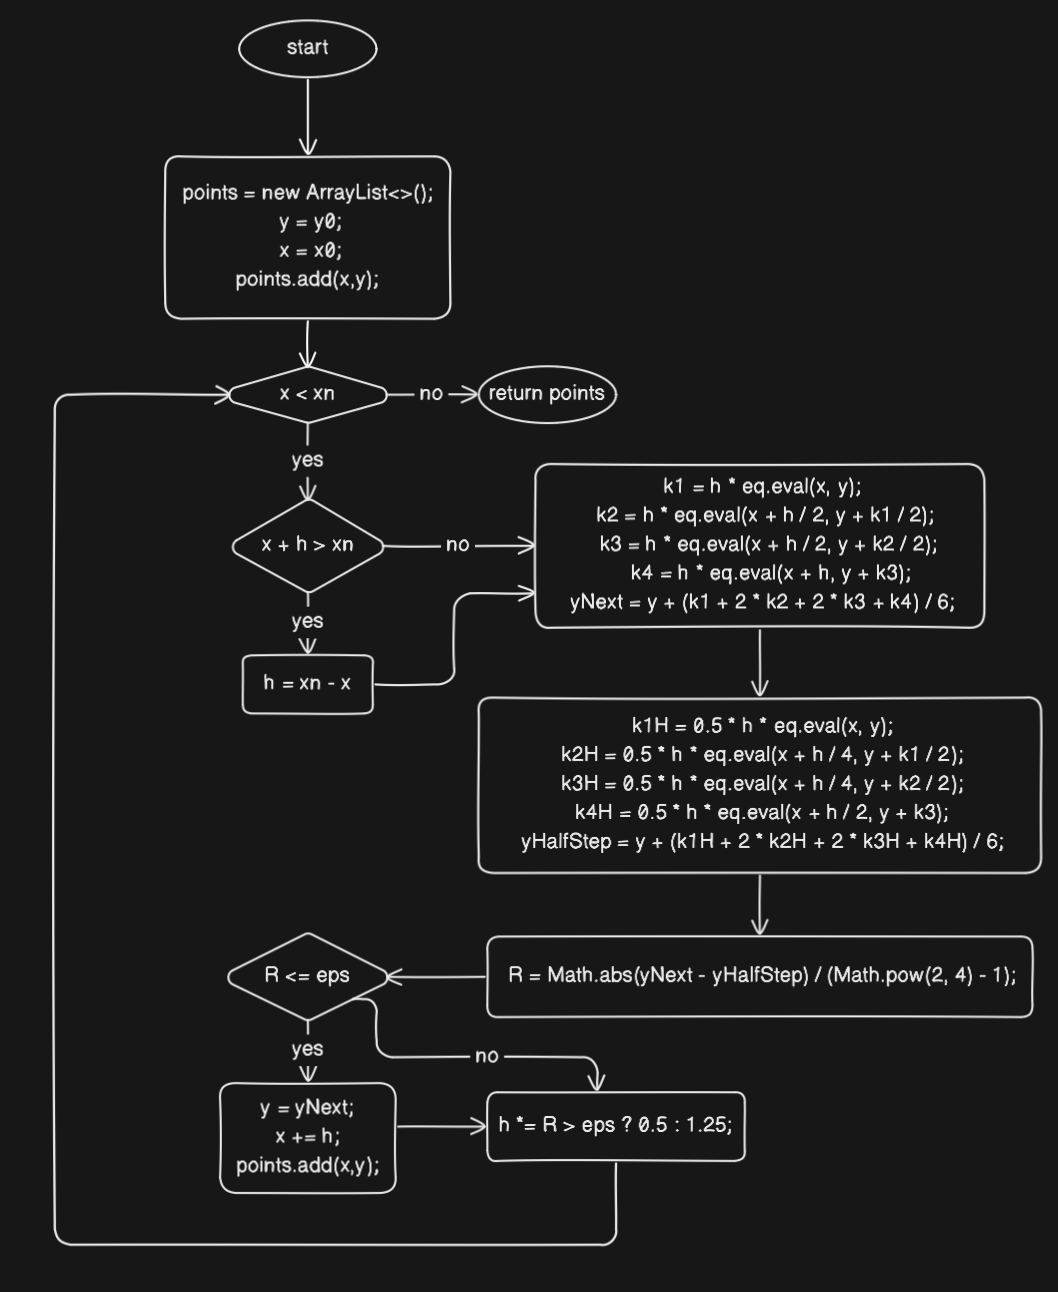 start
points = new ArrayList<>();
y = y0;
x = x0;
points.add(x,y);
x < xn
no
return points
yes
x + h > xn
no
k1 = h * eq.eval(x, y);
k2 = h * eq.eval(x + h / 2, y + k1 / 2);
k3 = h * eq.eval(x + h / 2, y + k2 / 2);
k4 = h * eq.eval(x + h, y + k3);
yNext = y + (k1 + 2 * k2 + 2 * k3 + k4) / 6;
yes
h = xn - x
k1H = 0.5 * h * eq.eval(x, y);
k2H = 0.5 * h * eq.eval(x + h / 4, y + k1 / 2);
k3H = 0.5 * h * eq.eval(x + h / 4, y + k2 / 2);
k4H = 0.5 * h * eq.eval(x + h / 2, y + k3);
yHalfStep = y + (k1H + 2 * k2H + 2 * k3H + k4H) / 6;
R = Math.abs(yNext - yHalfStep) / (Math.pow(2, 4) - 1);
R <= eps
yes
no
y = yNext;
x += h;
points.add(x,y);
h *= R > eps ? 0.5 : 1.25;